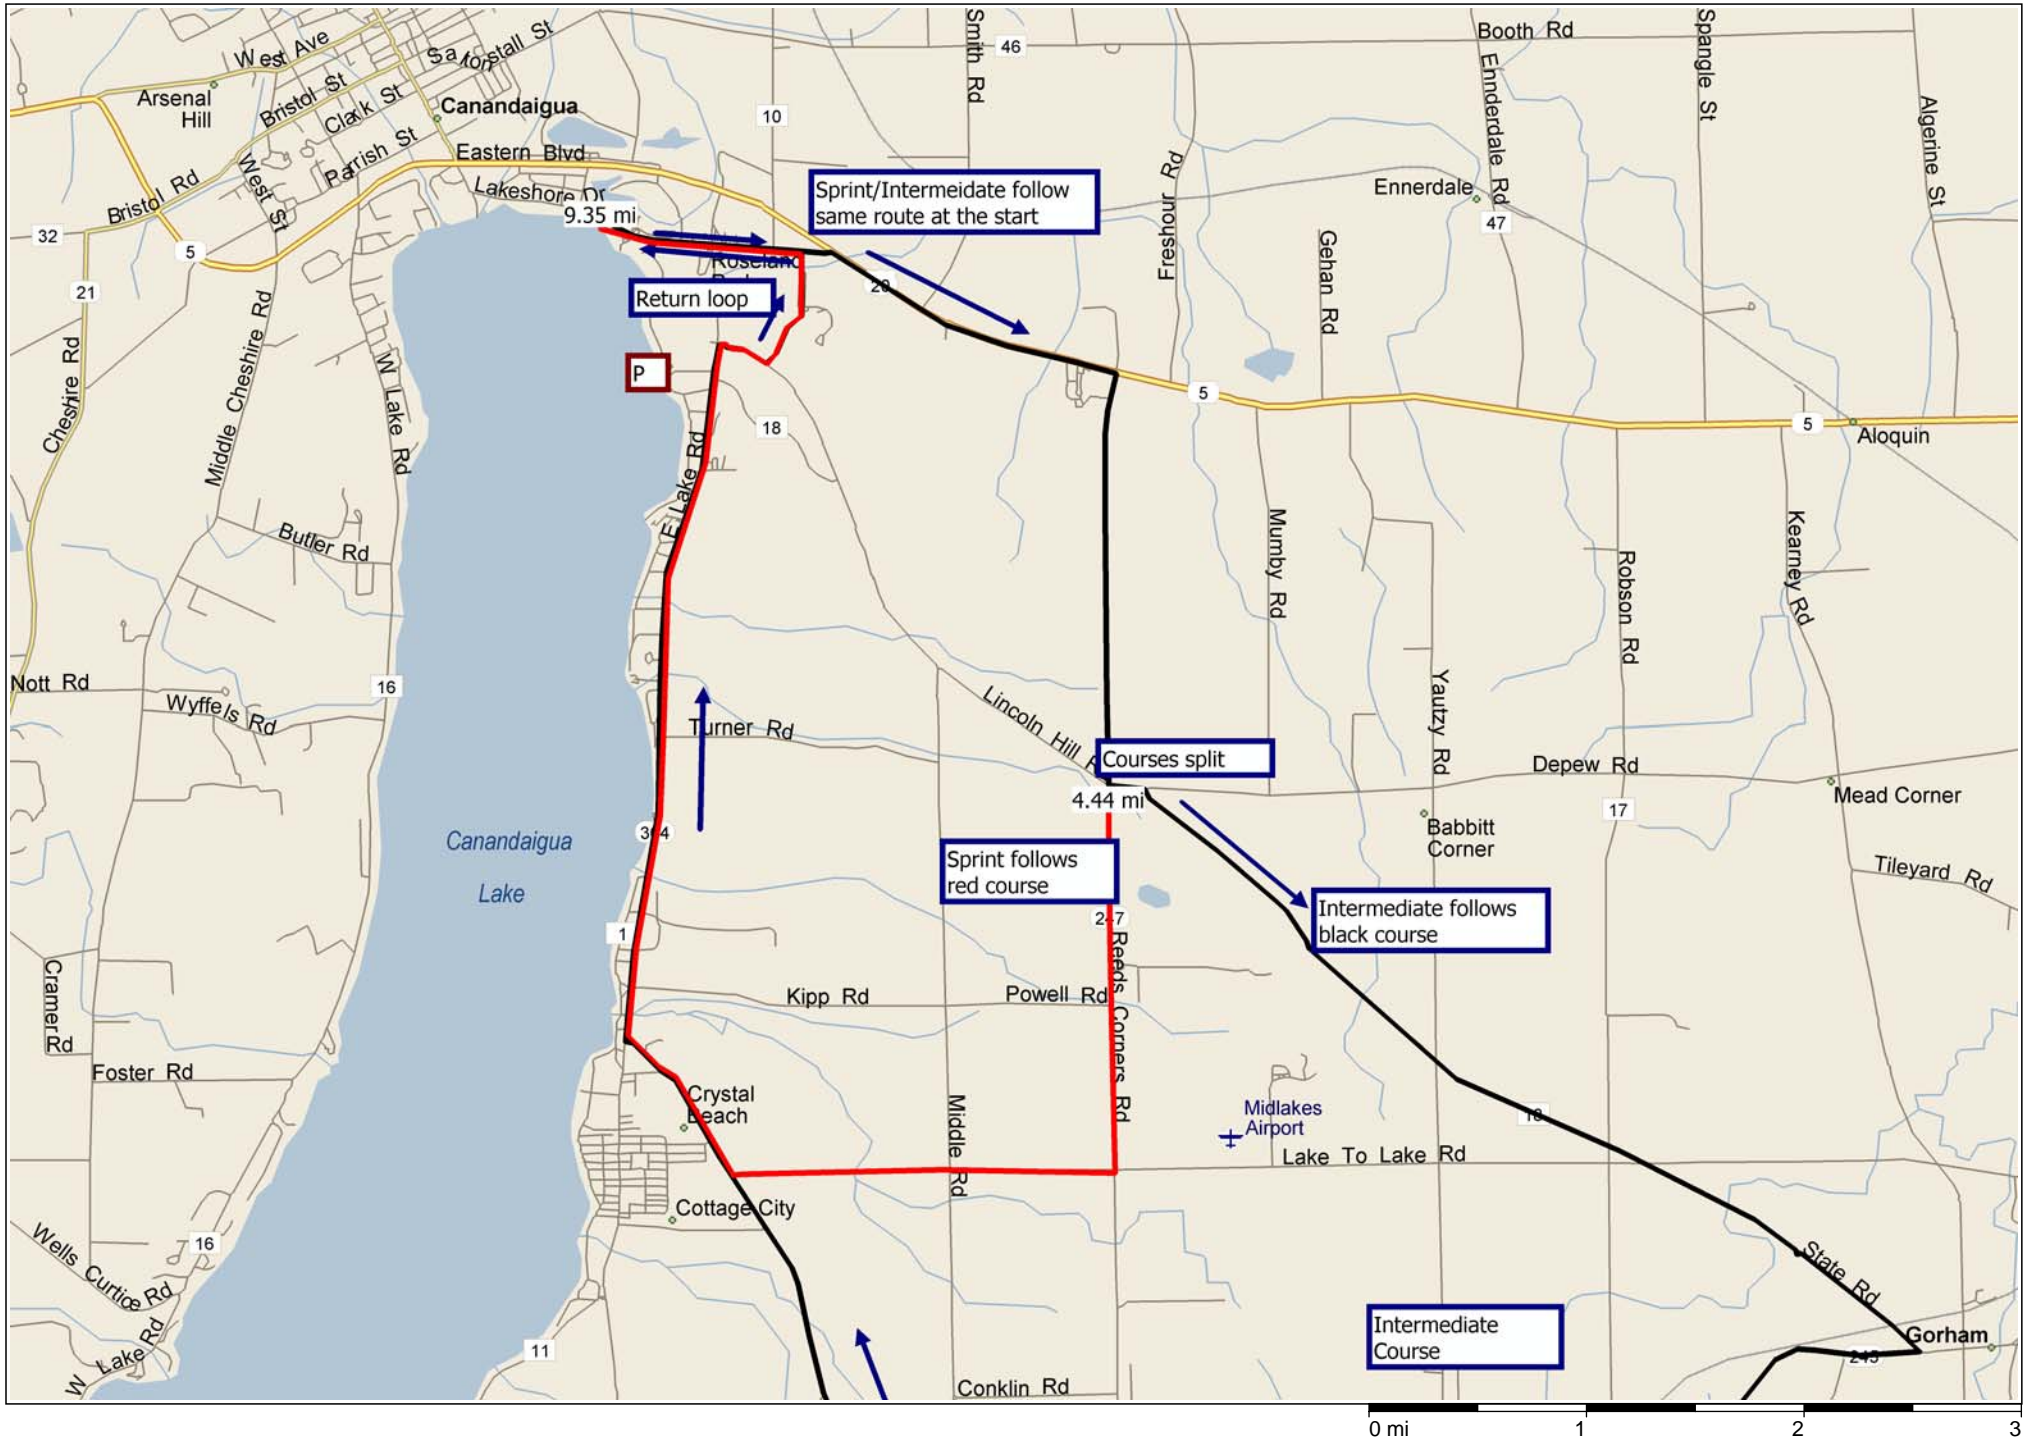 Smith Rd
Booth Rd
Spangle St
46
West Ave
Saltonstall St
Arsenal
Hill
Bristol St
Clark St
Canandaigua
10
Ennderdale Rd
Algerine St
Parrish St
Eastern Blvd
West St
Lakeshore Dr
Bristol Rd
Freshour Rd
Sprint/Intermeidate follow
same route at the start
Ennerdale
47
9.35 mi
32
5
Gehan Rd
Roseland
20
21
Return loop
Middle Cheshire Rd
Cheshire Rd
W Lake Rd
P
5
18
5
Aloquin
E Lake Rd
Butler Rd
Mumby Rd
Robson Rd
Kearney Rd
Nott Rd
16
Wyffels Rd
Turner Rd
Lincoln Hill R
Yautzy Rd
Courses split
Depew Rd
4.44 mi
17
Mead Corner
Babbitt
Corner
Canandaigua
Lake
364
Sprint follows
red course
Tileyard Rd
247
Intermediate follows
black course
1
Reeds Corners Rd
Cramer Rd
Kipp Rd
Powell Rd
Foster Rd
Crystal
Beach
Middle Rd
Midlakes
Airport
18
Lake To Lake Rd
Cottage City
16
Wells Curtice Rd
State Rd
W Lake Rd
11
Intermediate
Course
Gorham
245
Conklin Rd
0 mi
1
2
3